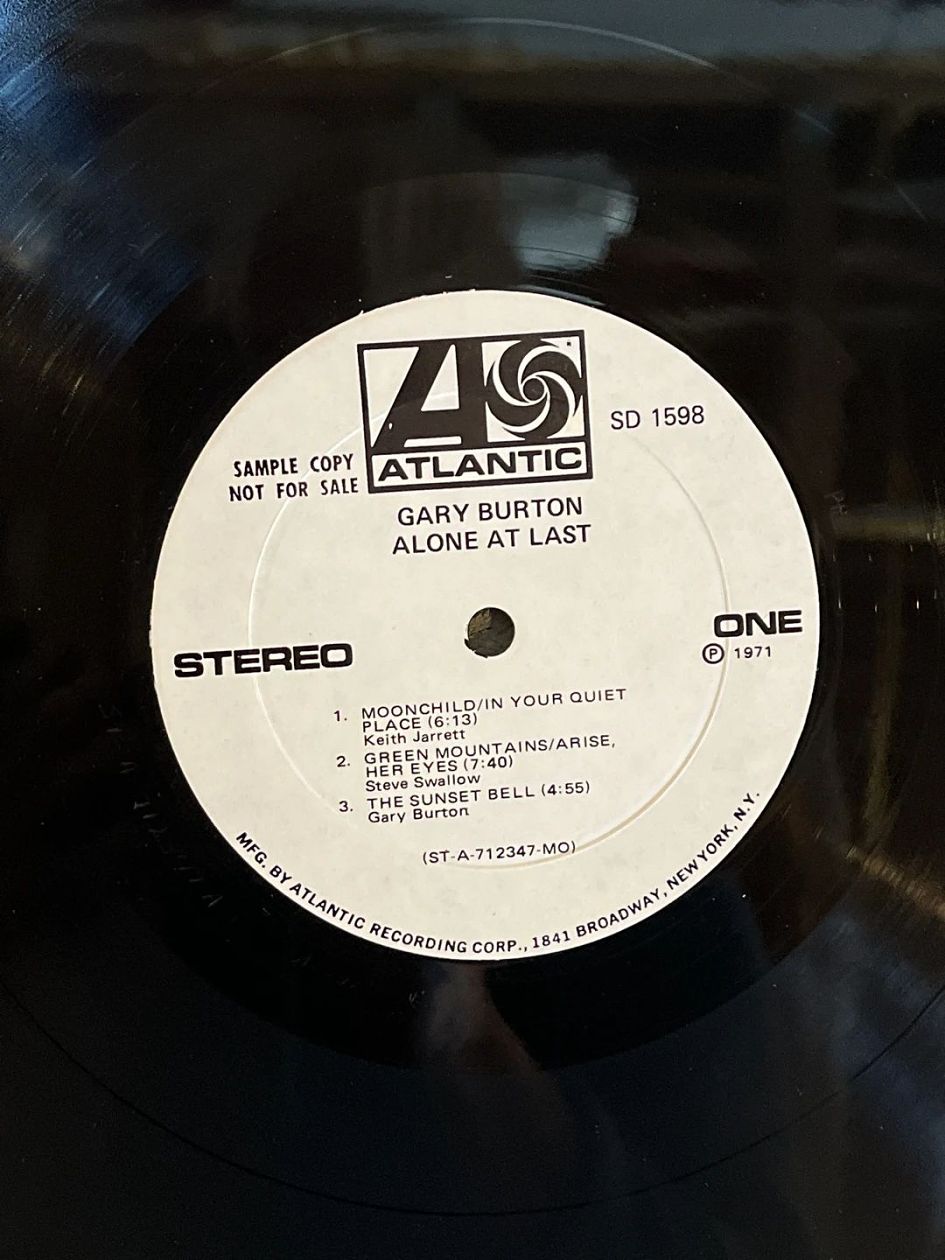 ATLANTIC
SD 1598
SAMPLE COPY
NOT FOR SALE
GARY BURTON
ALONE AT LAST
STEREO
ONE
Ⓟ 1971
1. MOONCHILD/IN YOUR QUIET
PLACE (6:13)
Keith Jarrett
2. GREEN MOUNTAINS/ARISE,
HER EYES (7:40)
Steve Swallow
3. THE SUNSET BELL (4:55)
Gary Burton
(ST-A-712347-MO)
MFG. BY ATLANTIC RECORDING CORP., 1841 BROADWAY, NEW YORK, N.Y.